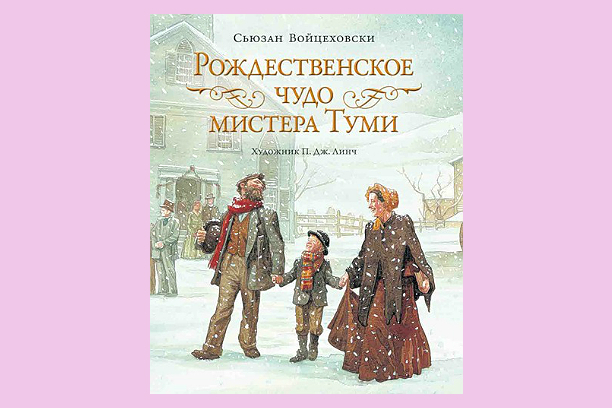 Сьюзан Войцеховски
Рождественское
чудо
мистера Туми
Художник П. Дж. Линч